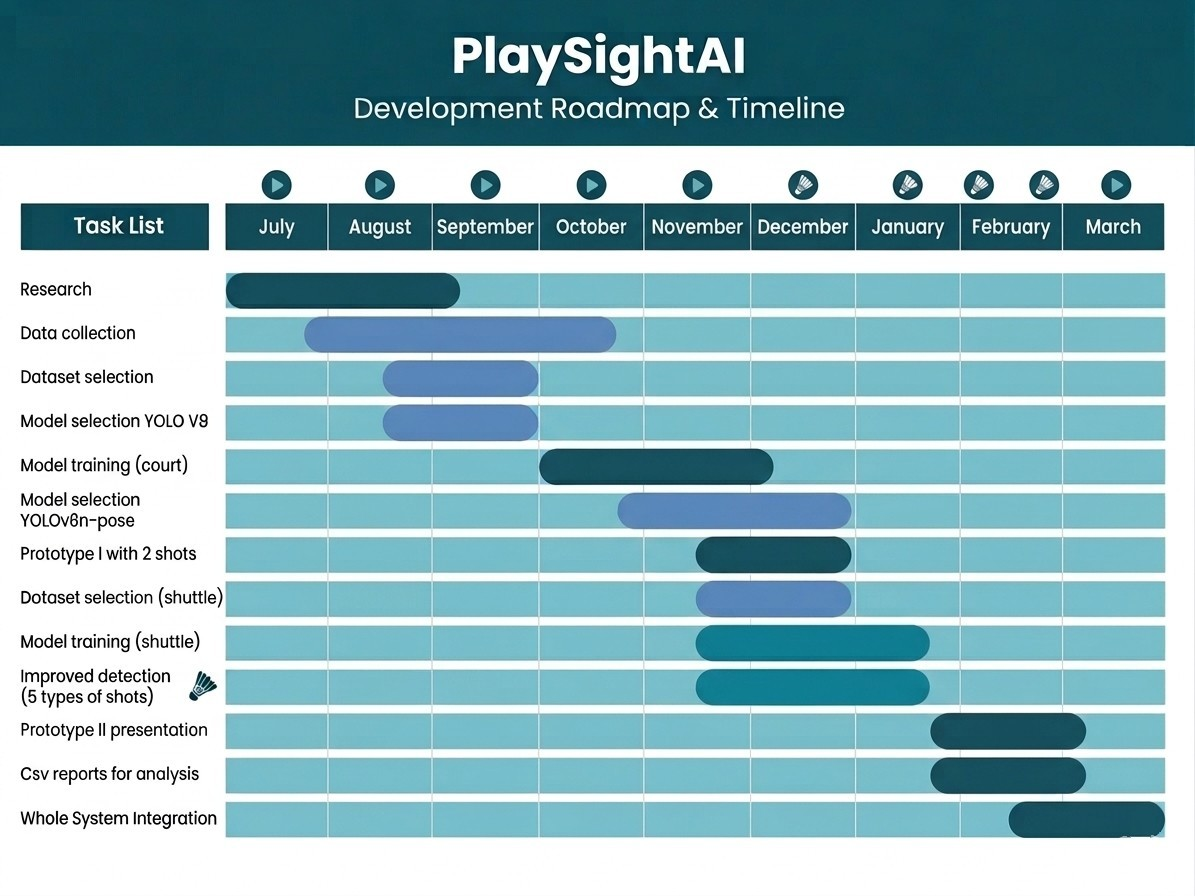 PlaySightAI
Development Roadmap & Timeline
Task List
July
August
September
October
November
December
January
February
March
Research
Data collection
Dataset selection
Model selection YOLO V9
Model training (court)
Model selection
YOLOv8n-pose
Prototype I with 2 shots
Dotaset selection (shuttle)
Model training (shuttle)
Improved detection
(5 types of shots)
Prototype II presentation
Csv reports for analysis
Whole System Integration